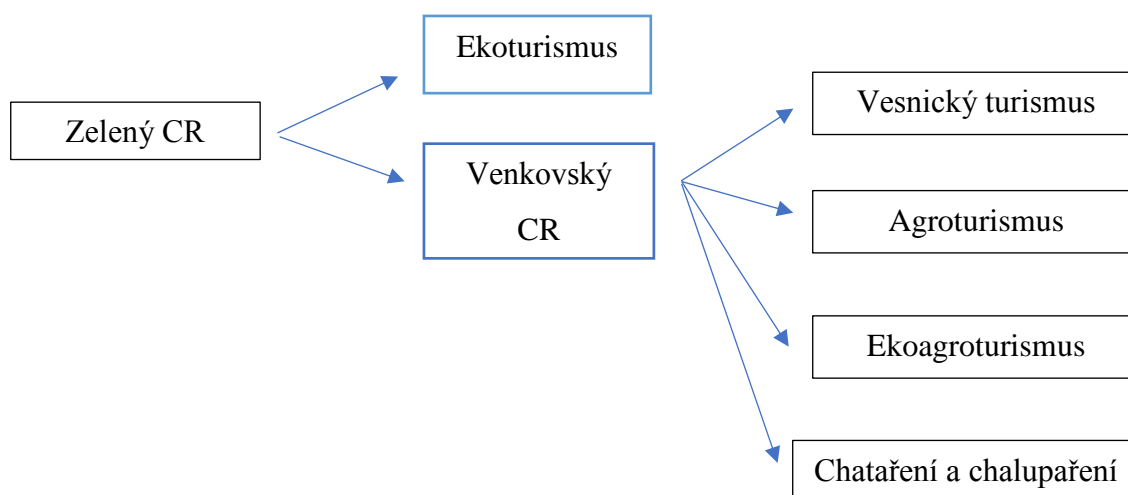 Ekoturismus
Zelený CR
Vesnický turismus
Venkovský
CR
Agroturismus
Ekoagroturismus
Chataření a chalupaření